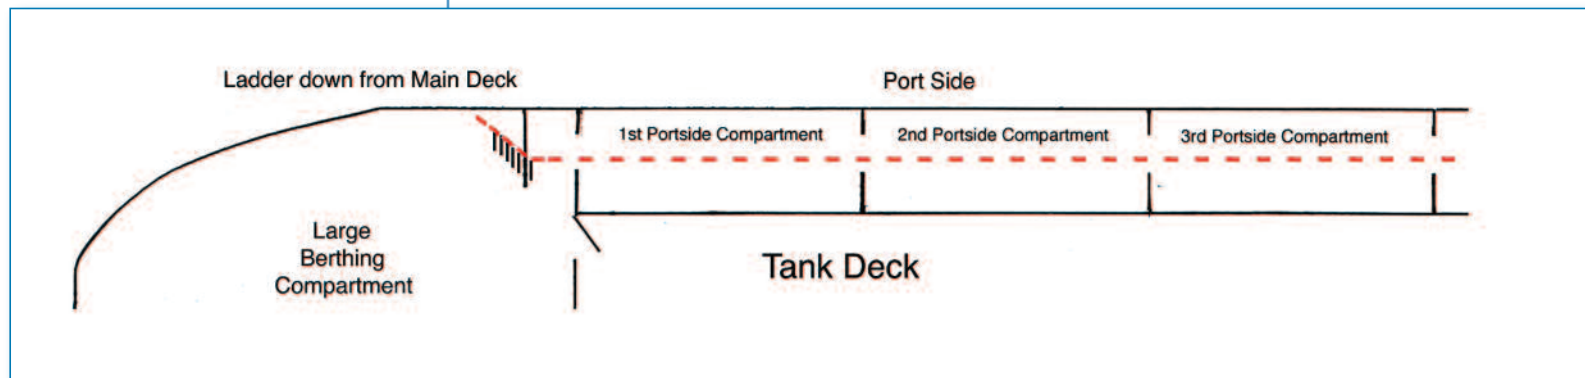 Ladder down from Main Deck
Port Side
1st Portside Compartment
2nd Portside Compartment
3rd Portside Compartment
Large
Berthing
Compartment
Tank Deck